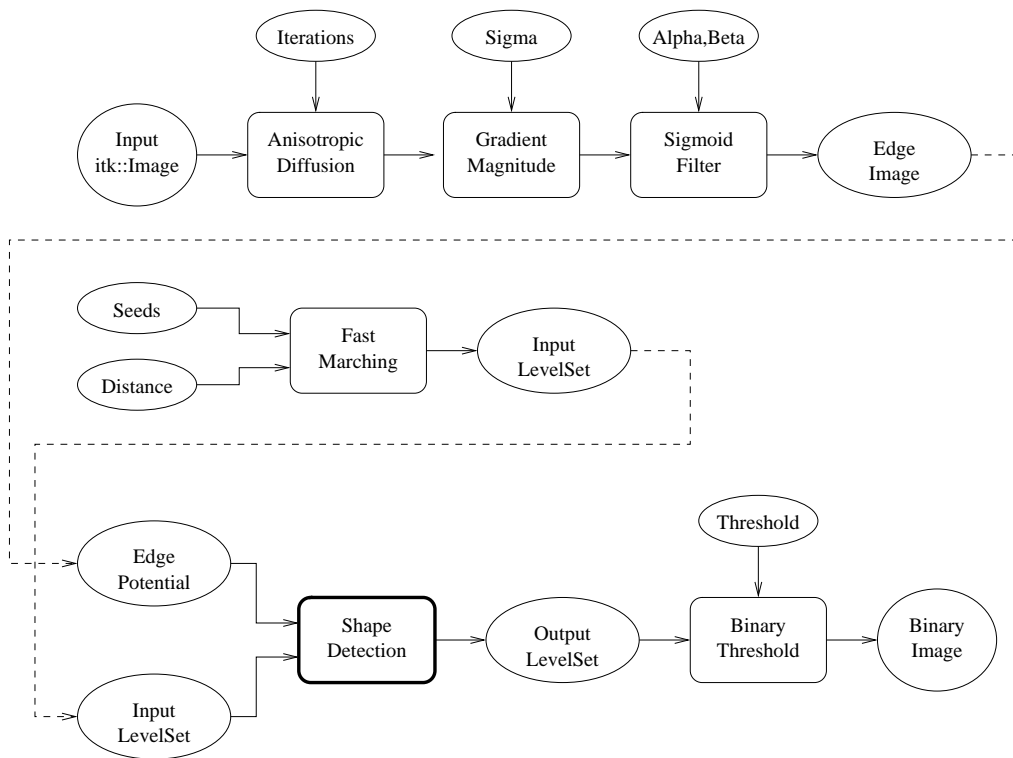 Iterations
Sigma
Alpha,Beta
Input
itk::Image
Anisotropic
Diffusion
Gradient
Magnitude
Sigmoid
Filter
Edge
Image
Seeds
Distance
Fast
Marching
Input
LevelSet
Threshold
Edge
Potential
Shape
Detection
Output
LevelSet
Binary
Threshold
Binary
Image
Input
LevelSet